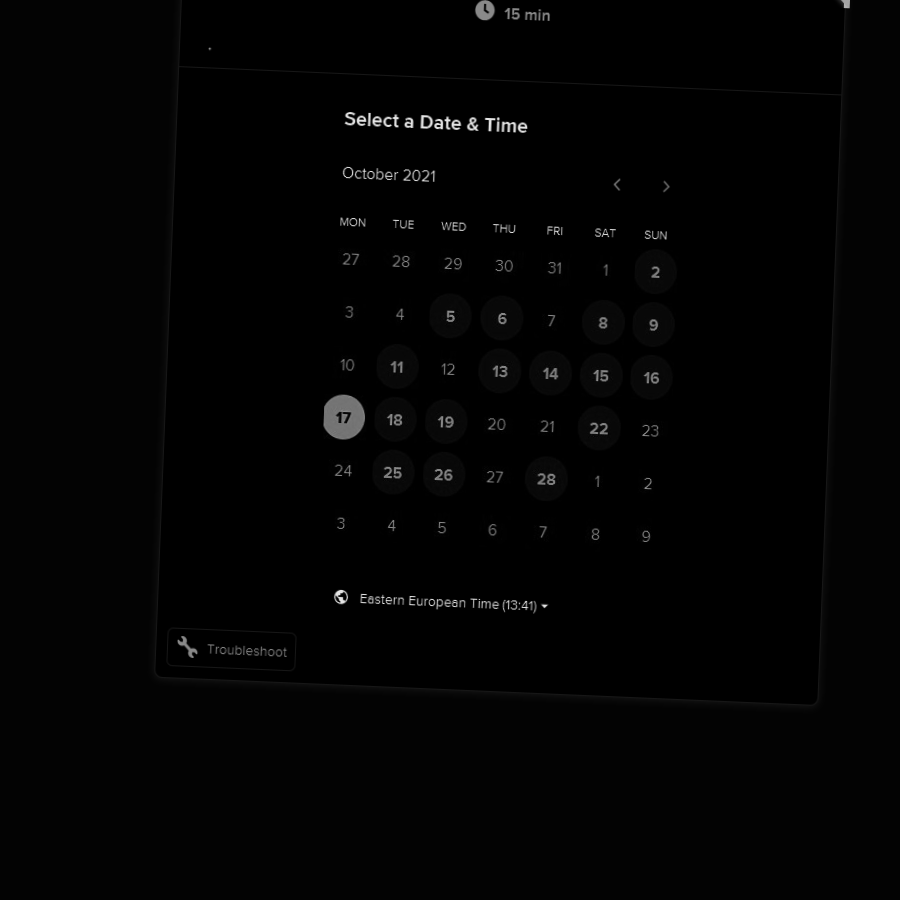 15 min
Select a Date & Time
October 2021
MON TUE WED THU FRI SAT SUN
27 28 29 30 31 1 2
3 4 5 6 7 8 9
10 11 12 13 14 15 16
17 18 19 20 21 22 23
24 25 26 27 28 1 2
3 4 5 6 7 8 9
Eastern European Time (13:41)
Troubleshoot